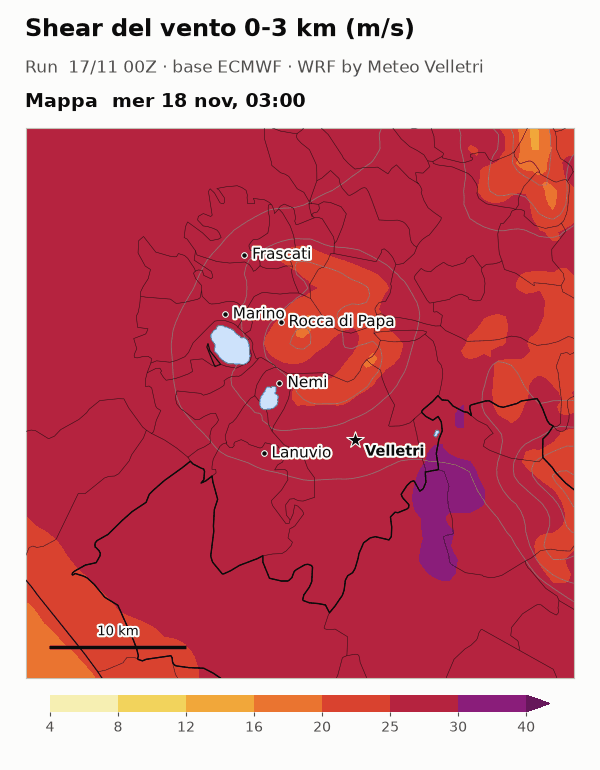 Shear del vento 0-3 km (m/s)
Run 17/11 00Z · base ECMWF · WRF by Meteo Velletri
Mappa mer 18 nov, 03:00
Frascati
Marino
Rocca di Papa
Nemi
Velletri
Lanuvio
10 km
4 8 12 16 20 25 30 40